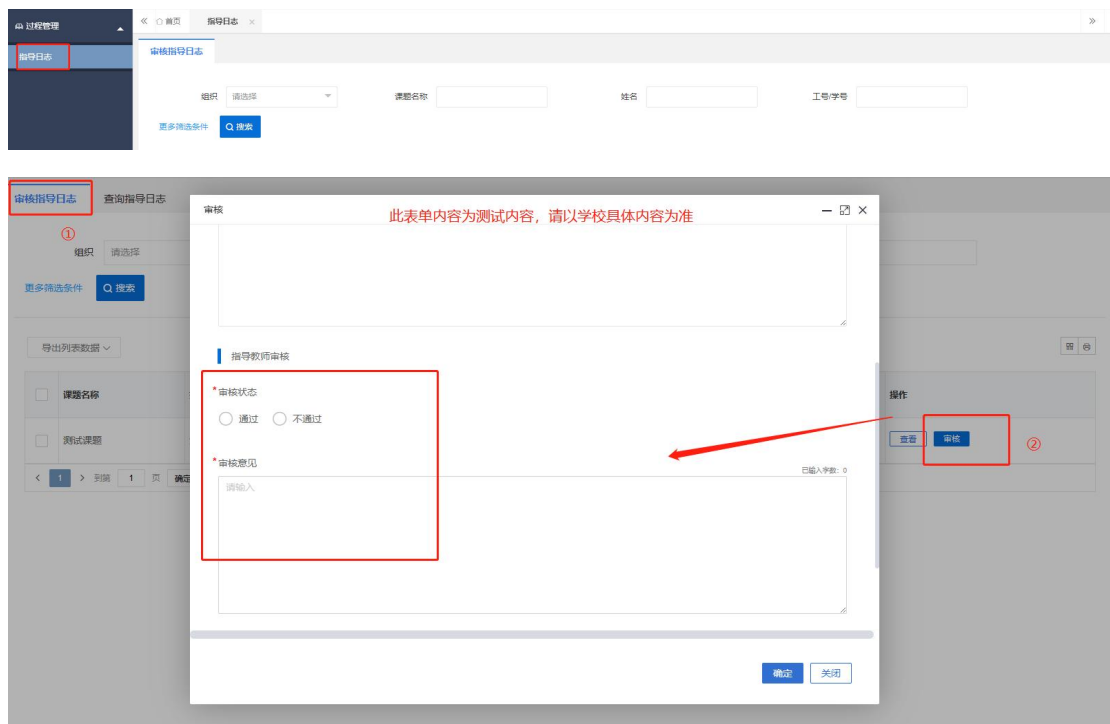 过程管理
首页 指导日志 ×
指导日志
审核指导日志
组织 请选择 课题名称 姓名 工号/学号
更多筛选条件 搜索
审核指导日志 查询指导日志
审核
此表单内容为测试内容，请以学校具体内容为准
①
组织 请选择
更多筛选条件 搜索
导出列表数据
指导教师审核
课题名称 操作
*审核状态
通过 不通过
测试课题 查看 审核 ②
*审核意见
已输入字数：0
1 到第 1 页 确定
请输入
确定 关闭